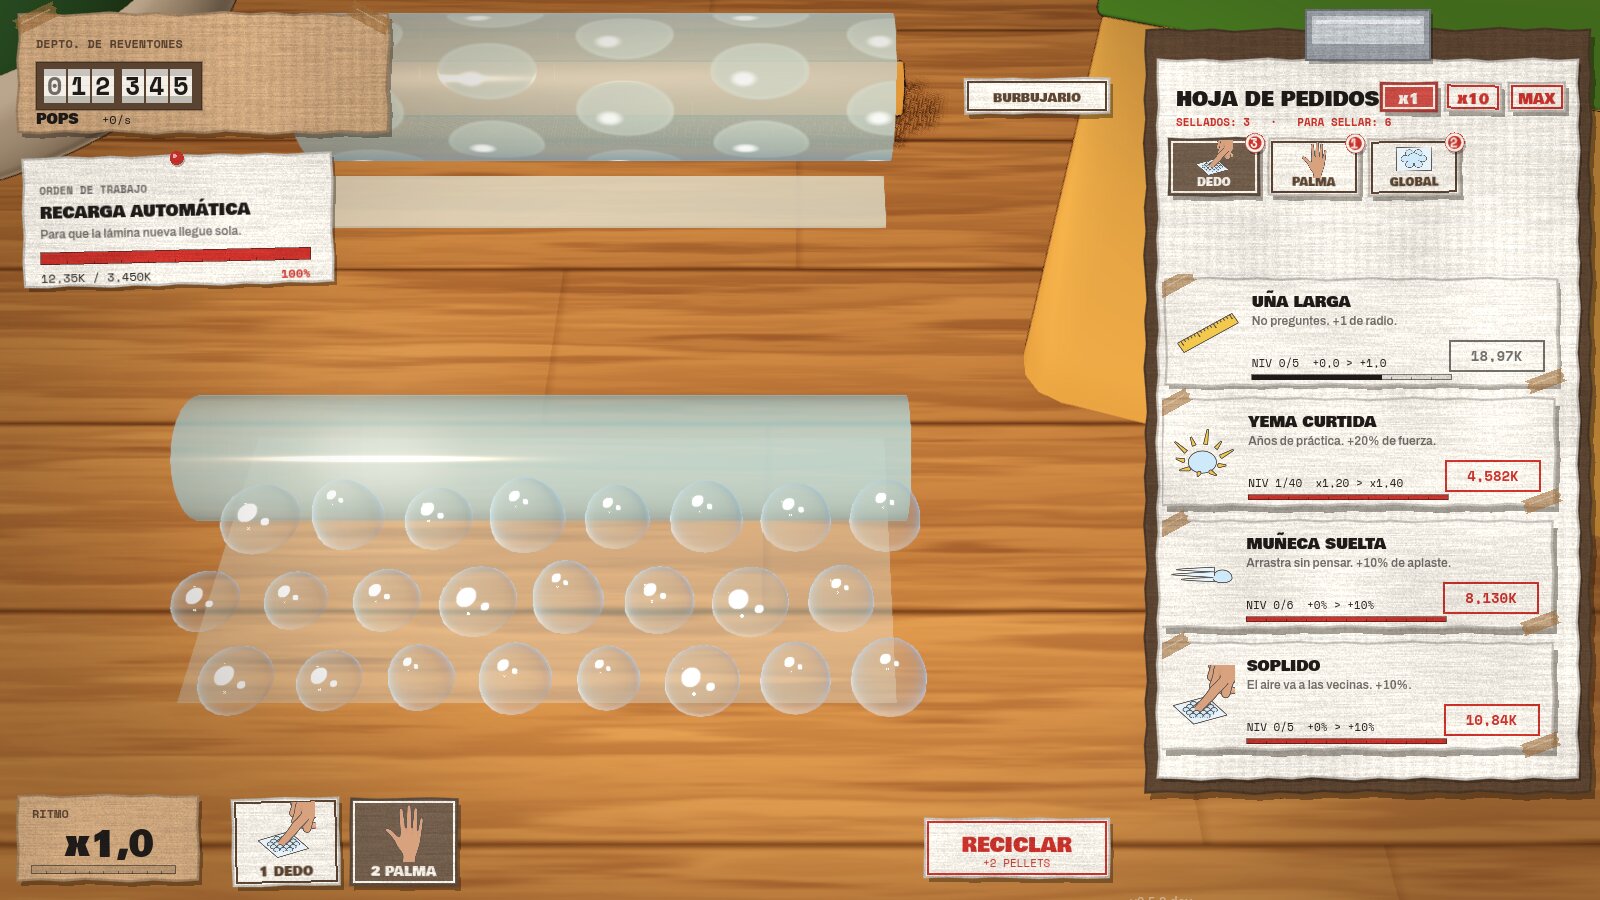 DEPTO. DE REVENTONES
012345
POPS +0/s
ORDEN DE TRABAJO
RECARGA AUTOMÁTICA
Para que la lámina nueva llegue sola.
12,35K / 3,450K 100%
BURBUJARIO
HOJA DE PEDIDOS x1 x10 MAX
SELLADOS: 3 · PARA SELLAR: 6
DEDO 3
PALMA 1
GLOBAL 2
UÑA LARGA
No preguntes. +1 de radio.
NIV 0/5 +0,0 > +1,0
18,97K
YEMA CURTIDA
Años de práctica. +20% de fuerza.
NIV 1/40 x1,20 > x1,40
4,582K
MUÑECA SUELTA
Arrastra sin pensar. +10% de aplaste.
NIV 0/6 +0% > +10%
8,130K
SOPLIDO
El aire va a las vecinas. +10%.
NIV 0/5 +0% > +10%
10,84K
RITMO
x1,0
1 DEDO
2 PALMA
RECICLAR
+2 PELLETS